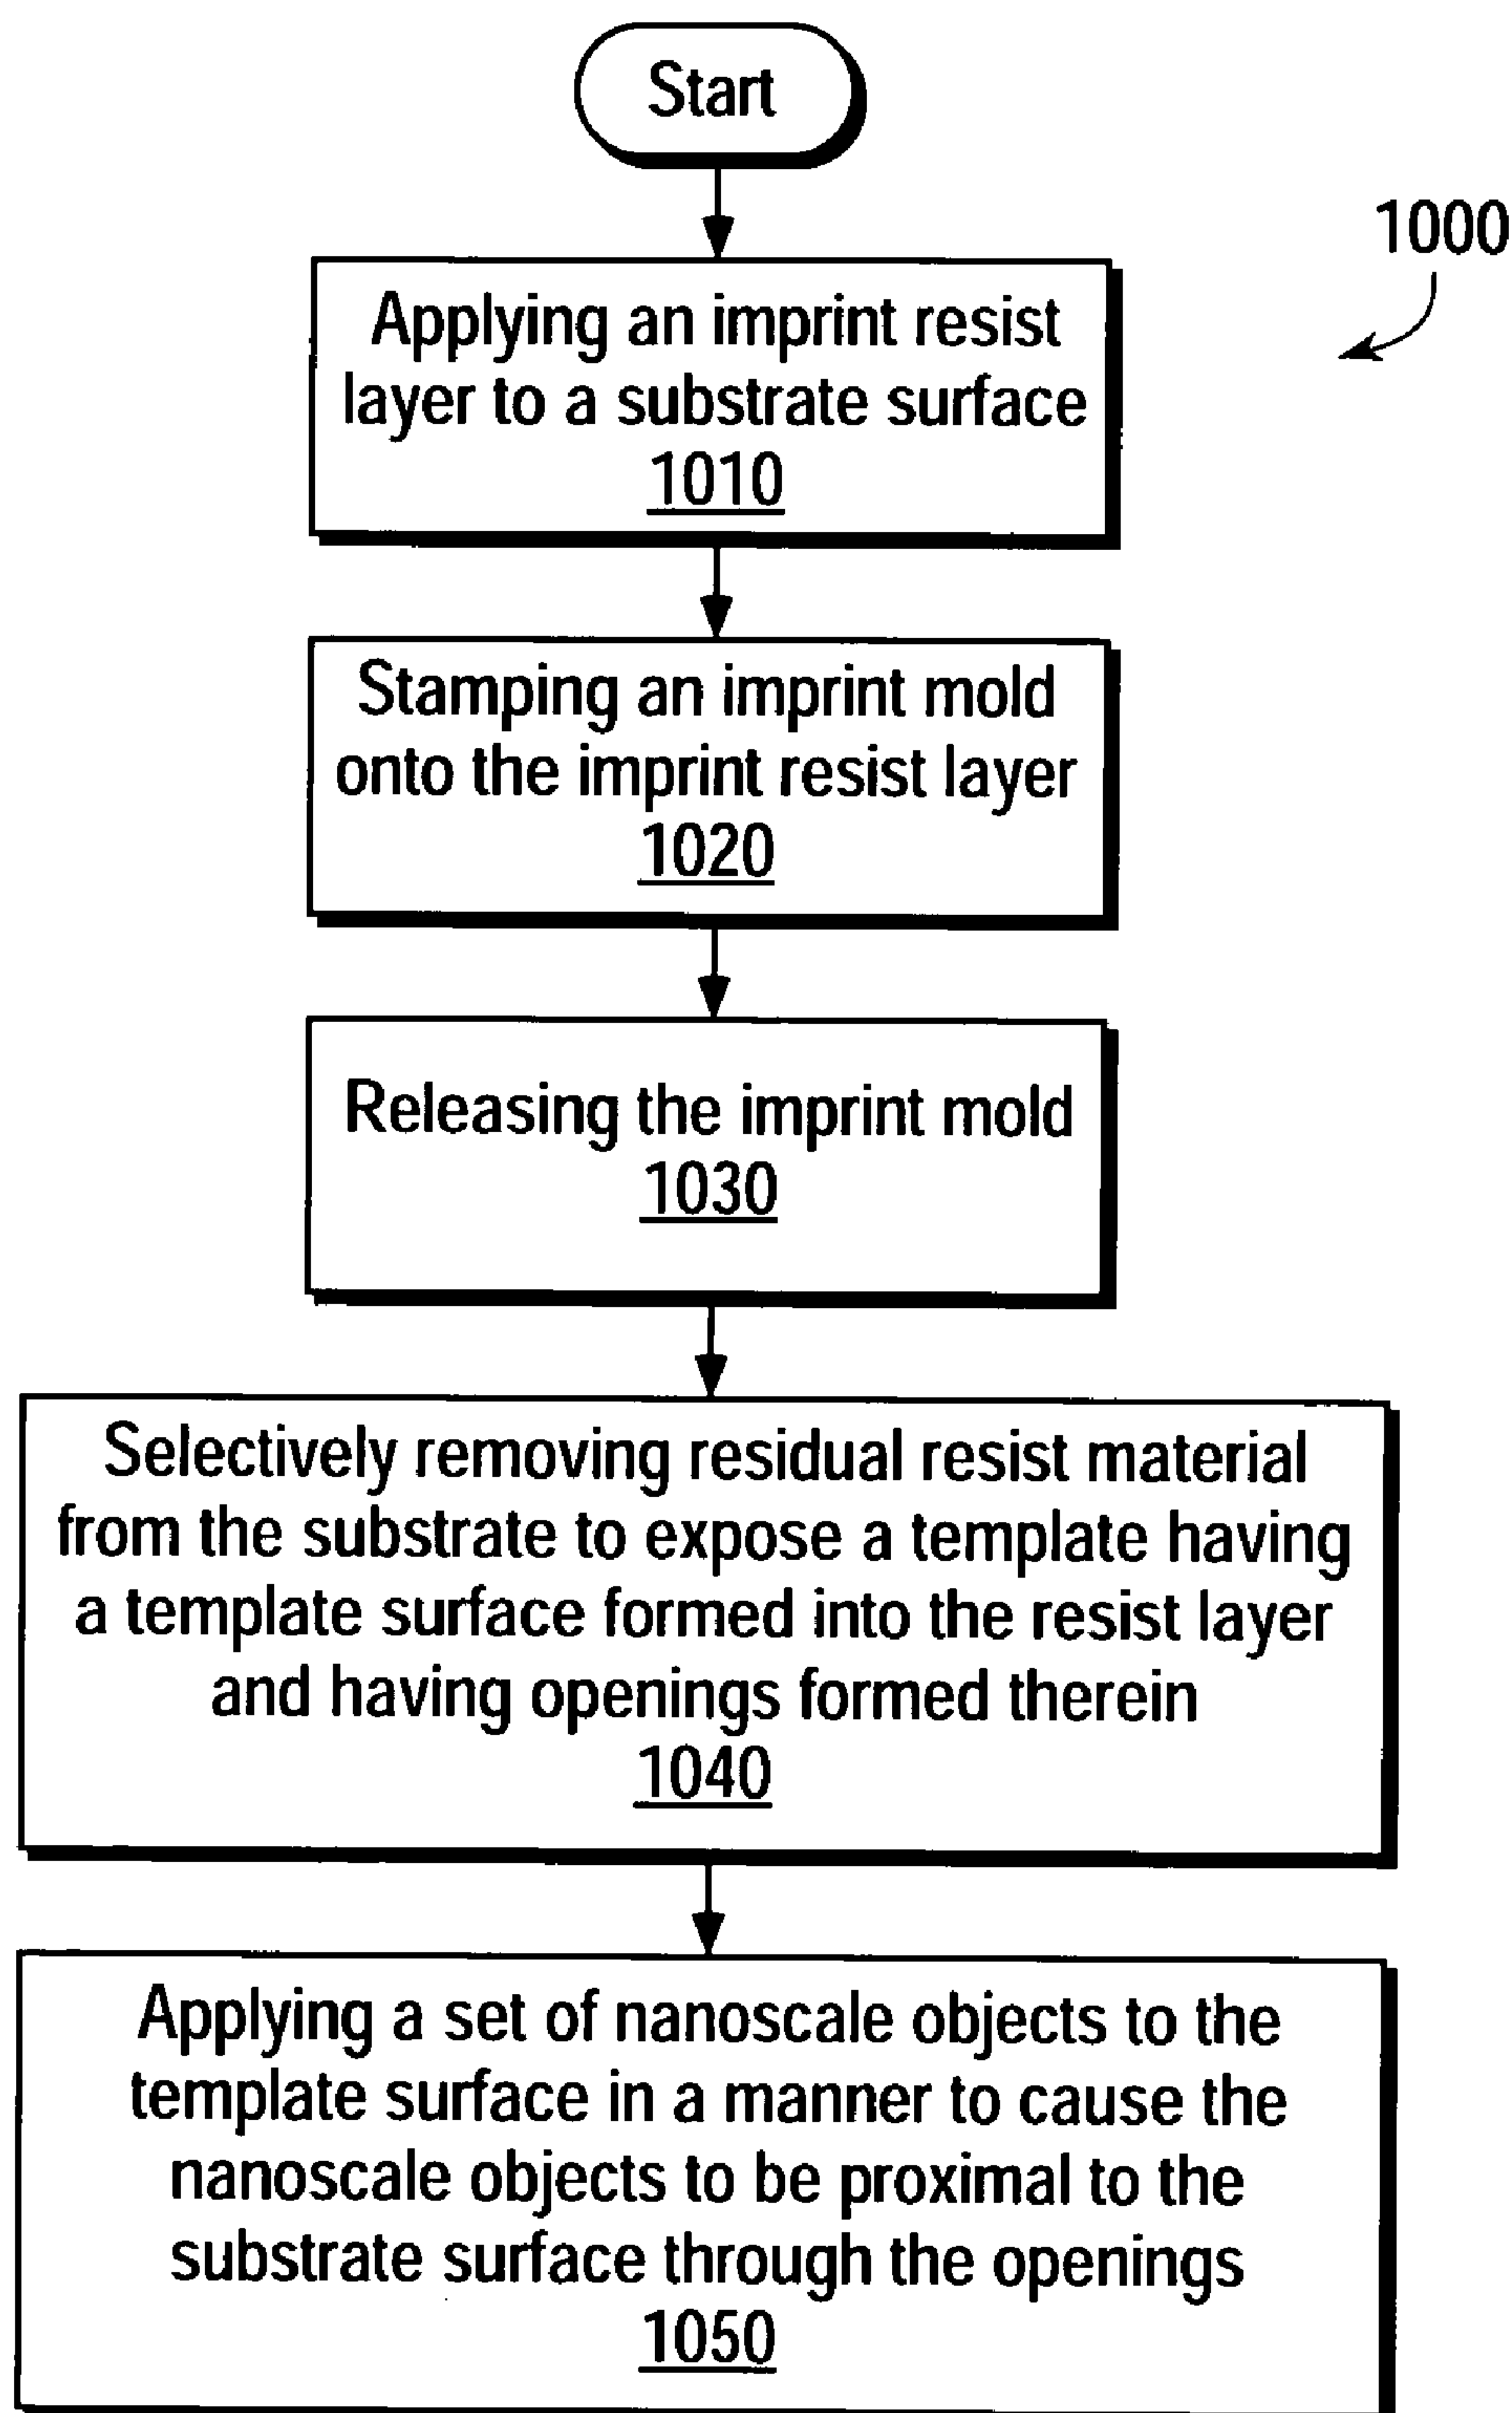 Start
1000
Applying an imprint resist
layer to a substrate surface
1010
Stamping an imprint mold
onto the imprint resist layer
1020
Releasing the imprint mold
1030
Selectively removing residual resist material
from the substrate to expose a template having
a template surface formed into the resist layer
and having openings formed therein
1040
Applying a set of nanoscale objects to the
template surface in a manner to cause the
nanoscale objects to be proximal to the
substrate surface through the openings
1050